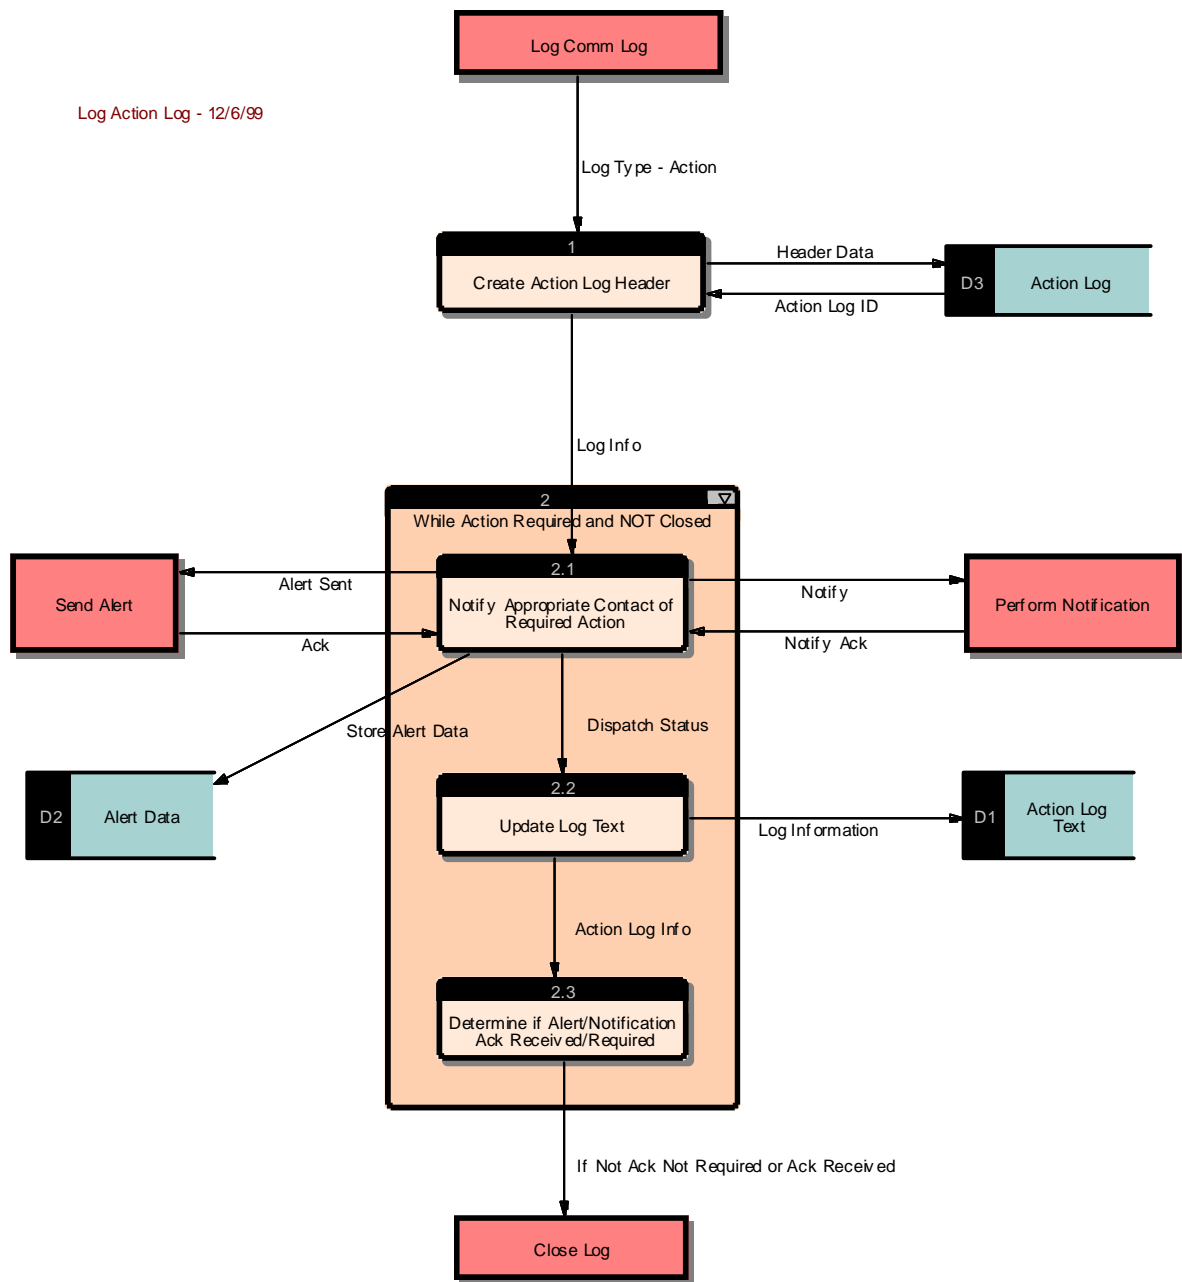 Log Comm Log
Log Action Log - 12/6/99
Log Type - Action
1
Create Action Log Header
Header Data
Action Log ID
D3
Action Log
Log Info
2
While Action Required and NOT Closed
Send Alert
Alert Sent
Ack
2.1
Notify Appropriate Contact of
Required Action
Notify
Notify Ack
Perform Notification
Store Alert Data
Dispatch Status
D2
Alert Data
2.2
Update Log Text
Log Information
D1
Action Log
Text
Action Log Info
2.3
Determine if Alert/Notification
Ack Received/Required
If Not Ack Not Required or Ack Received
Close Log